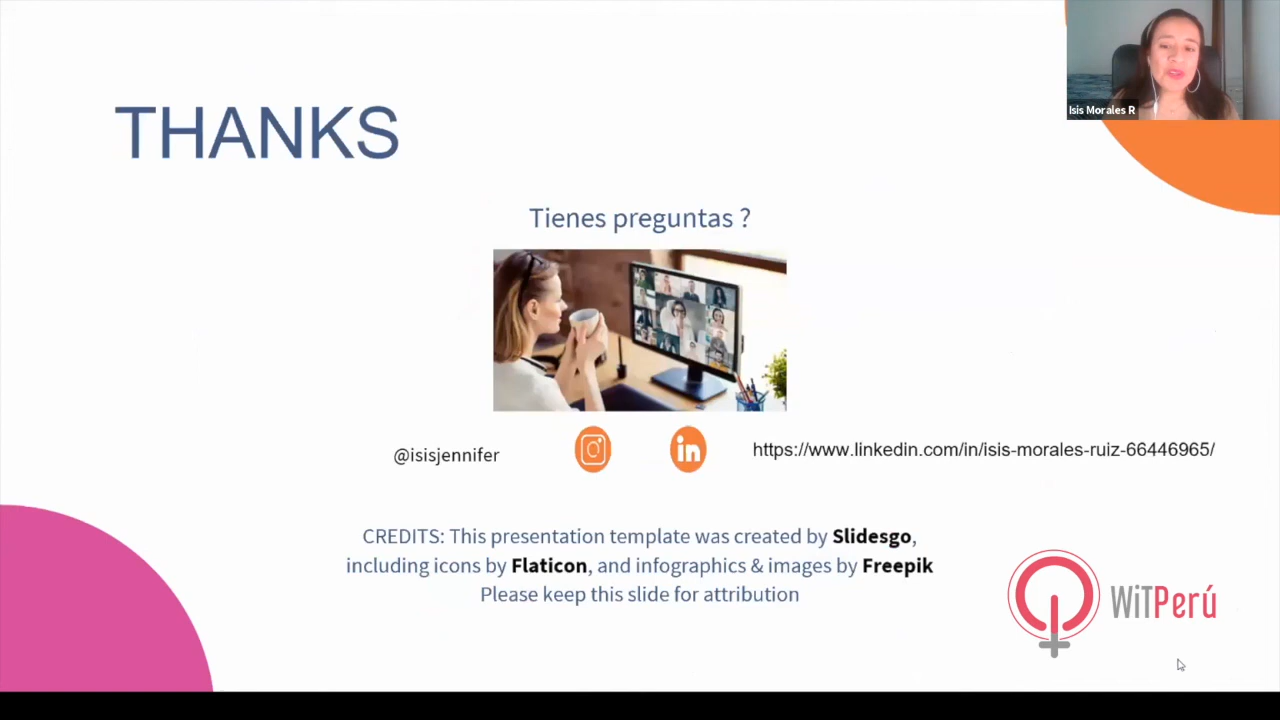 Isis Morales R
THANKS
Tienes preguntas ?
@isisjennifer
in
https://www.linkedin.com/in/isis-morales-ruiz-66446965/
CREDITS: This presentation template was created by Slidesgo,
including icons by Flaticon, and infographics & images by Freepik
Please keep this slide for attribution
WiTPerú